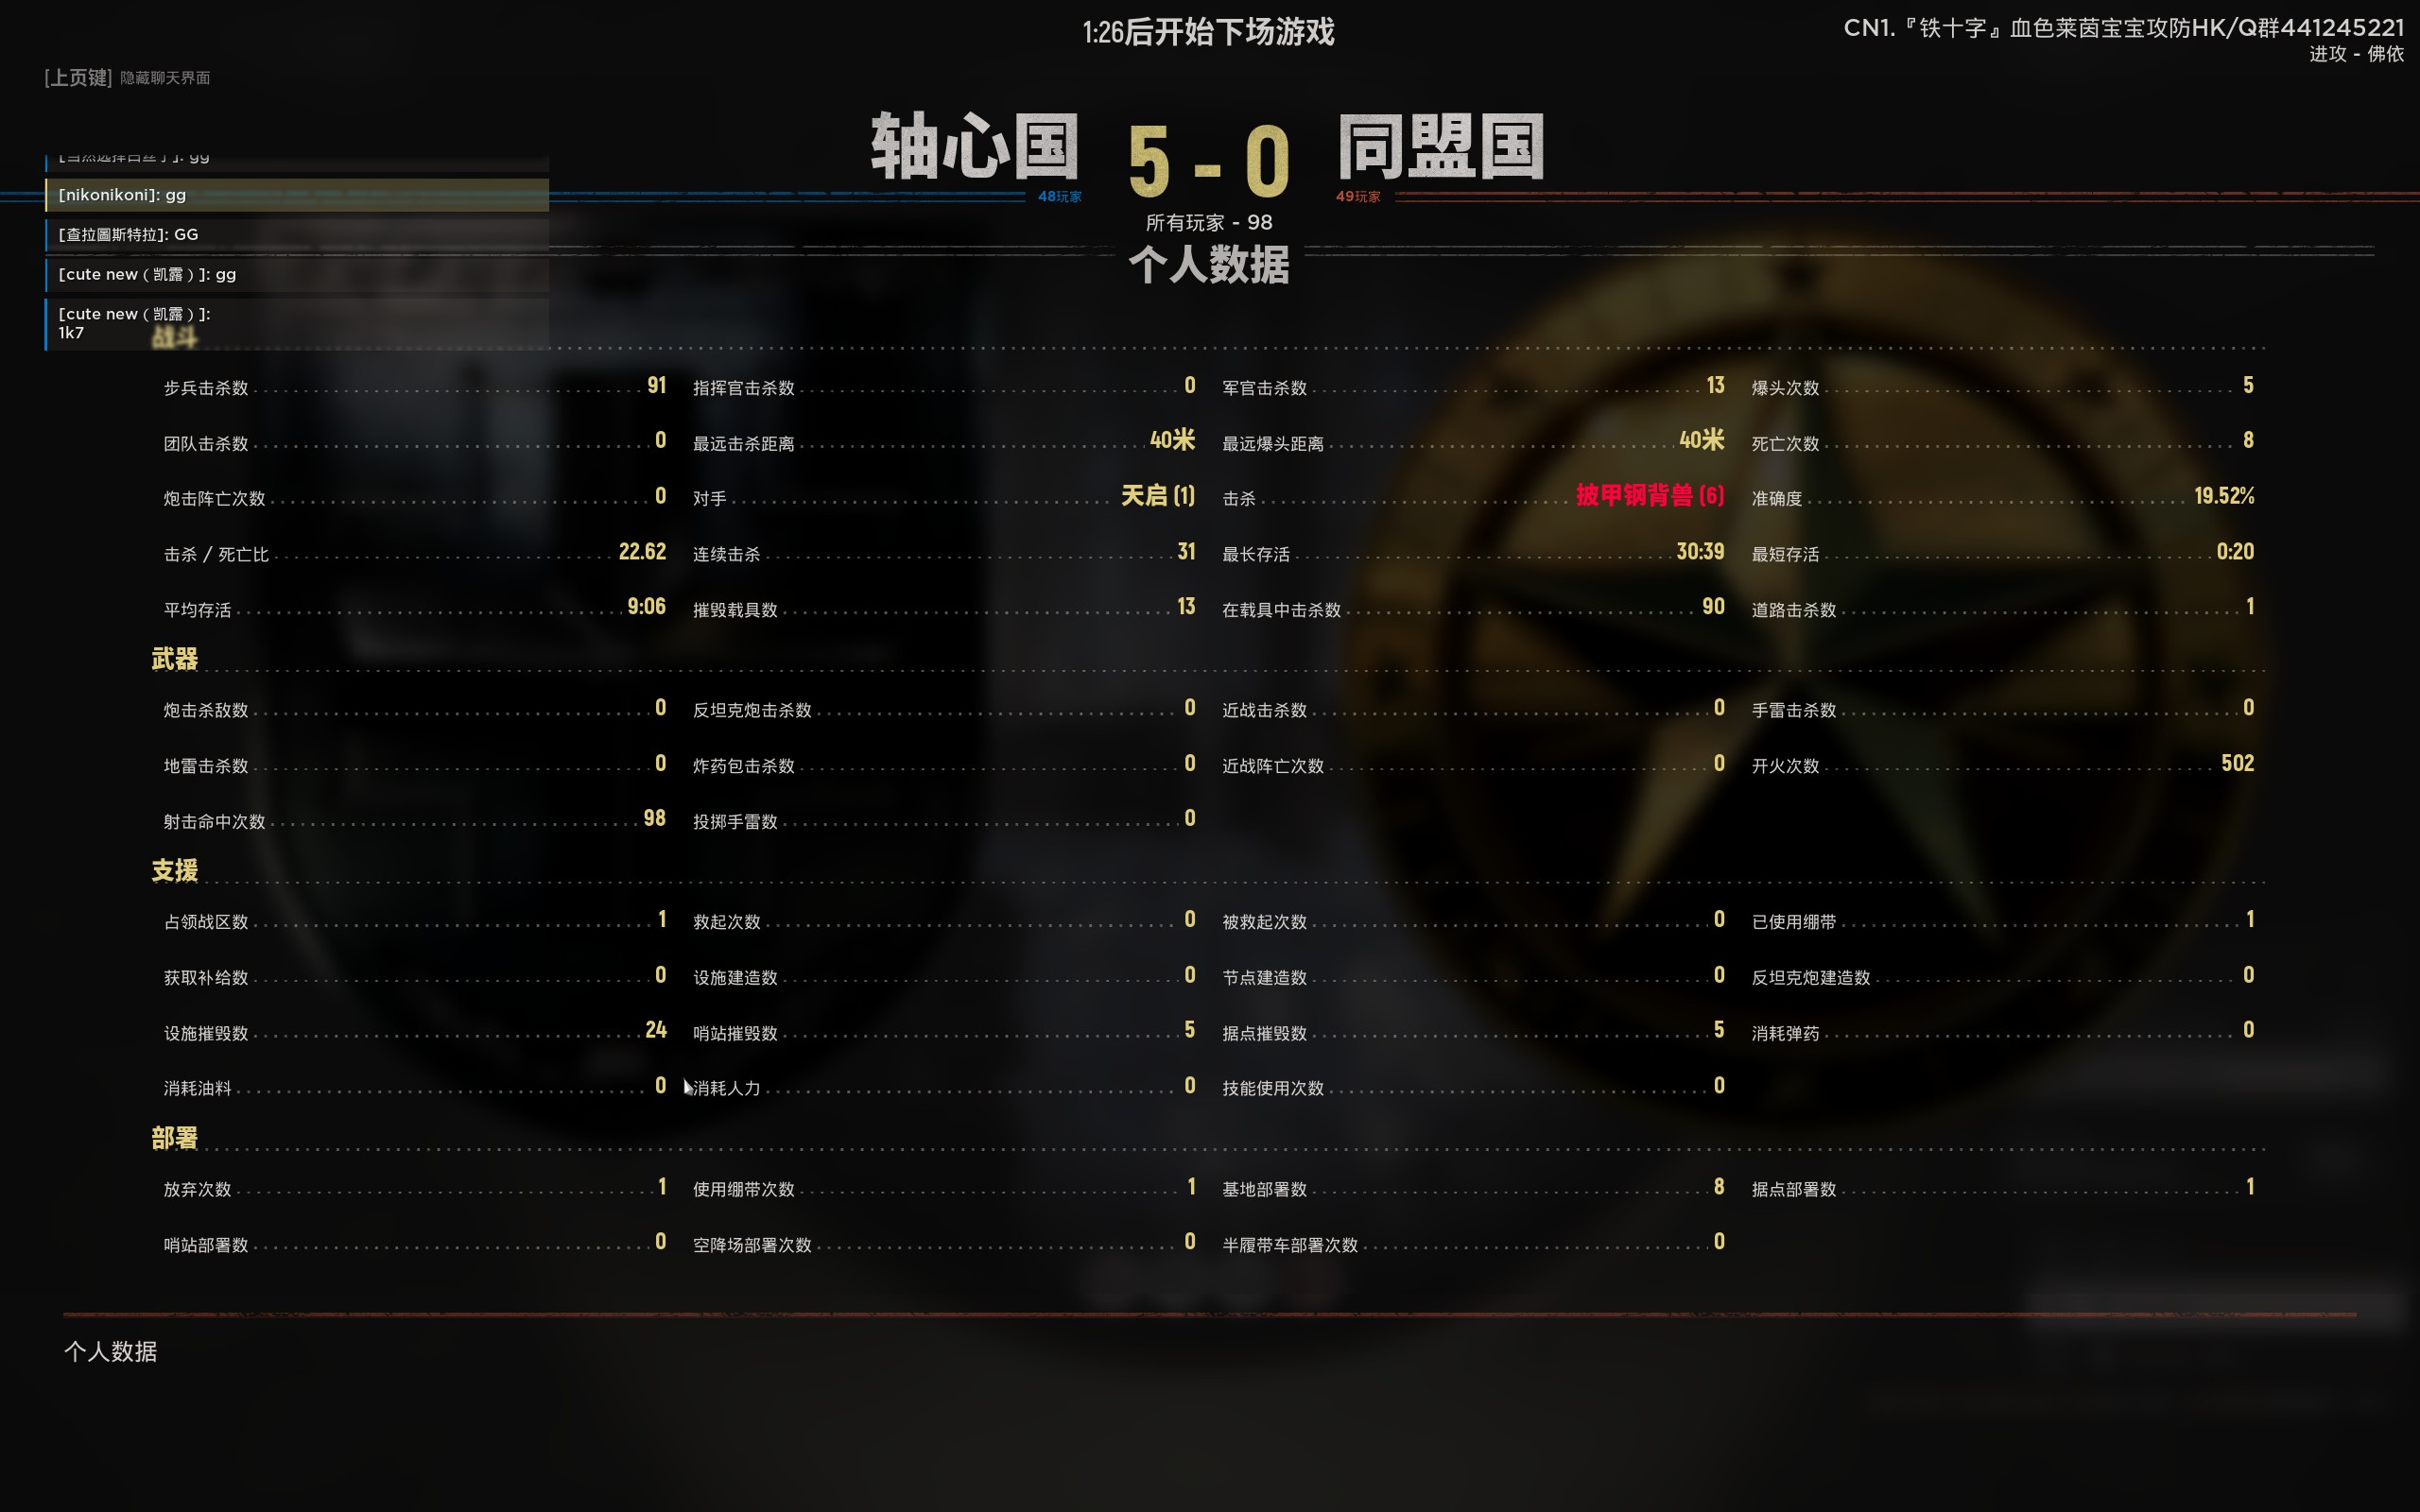 1:26后开始下场游戏
CN1.『铁十字』血色莱茵宝宝攻防HK/Q群441245221
进攻 - 佛依
[上页键] 隐藏聊天界面
轴心国 5 - 0 同盟国
48玩家 49玩家
所有玩家 - 98
个人数据
[nikonikoni]: gg
[查拉圖斯特拉]: GG
[cute new（凯露）]: gg
[cute new（凯露）]:
1k7
战斗
步兵击杀数 91 指挥官击杀数 0 军官击杀数 13 爆头次数 5
团队击杀数 0 最远击杀距离 40米 最远爆头距离 40米 死亡次数 8
炮击阵亡次数 0 对手 天启 (1) 击杀 披甲钢背兽 (6) 准确度 19.52%
击杀 / 死亡比 22.62 连续击杀 31 最长存活 30:39 最短存活 0:20
平均存活 9:06 摧毁载具数 13 在载具中击杀数 90 道路击杀数 1
武器
炮击杀敌数 0 反坦克炮击杀数 0 近战击杀数 0 手雷击杀数 0
地雷击杀数 0 炸药包击杀数 0 近战阵亡次数 0 开火次数 502
射击命中次数 98 投掷手雷数 0
支援
占领战区数 1 救起次数 0 被救起次数 0 已使用绷带 1
获取补给数 0 设施建造数 0 节点建造数 0 反坦克炮建造数 0
设施摧毁数 24 哨站摧毁数 5 据点摧毁数 5 消耗弹药 0
消耗油料 0 消耗人力 0 技能使用次数 0
部署
放弃次数 1 使用绷带次数 1 基地部署数 8 据点部署数 1
哨站部署数 0 空降场部署次数 0 半履带车部署次数 0
个人数据